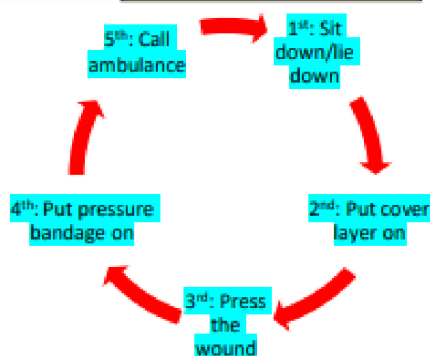 1st: Sit
down/lie
down
2nd: Put cover
layer on
3rd: Press
the
wound
4th: Put pressure
bandage on
5th: Call
ambulance